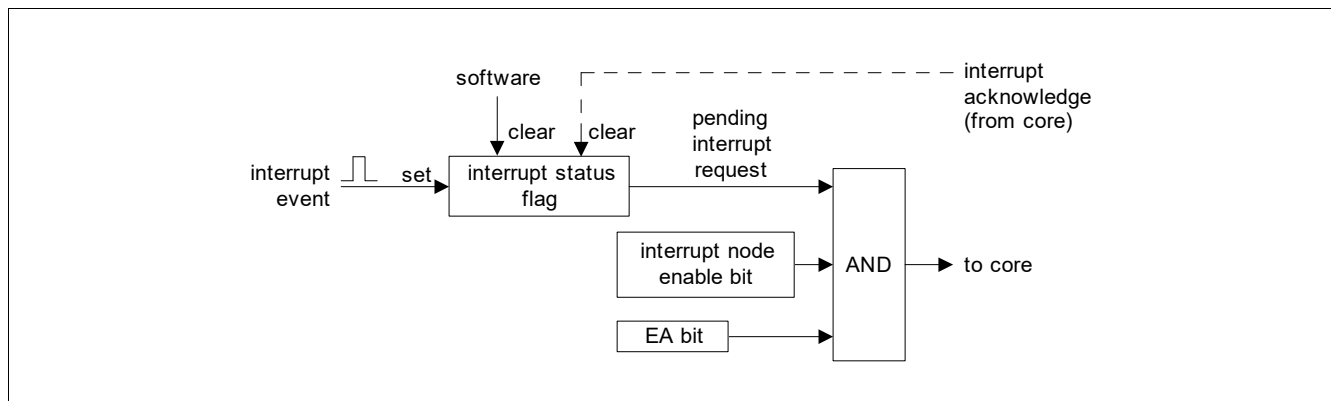 software
interrupt
acknowledge
(from core)
clear
clear
pending
interrupt
request
interrupt
event
set
interrupt status
flag
interrupt node
enable bit
AND
to core
EA bit